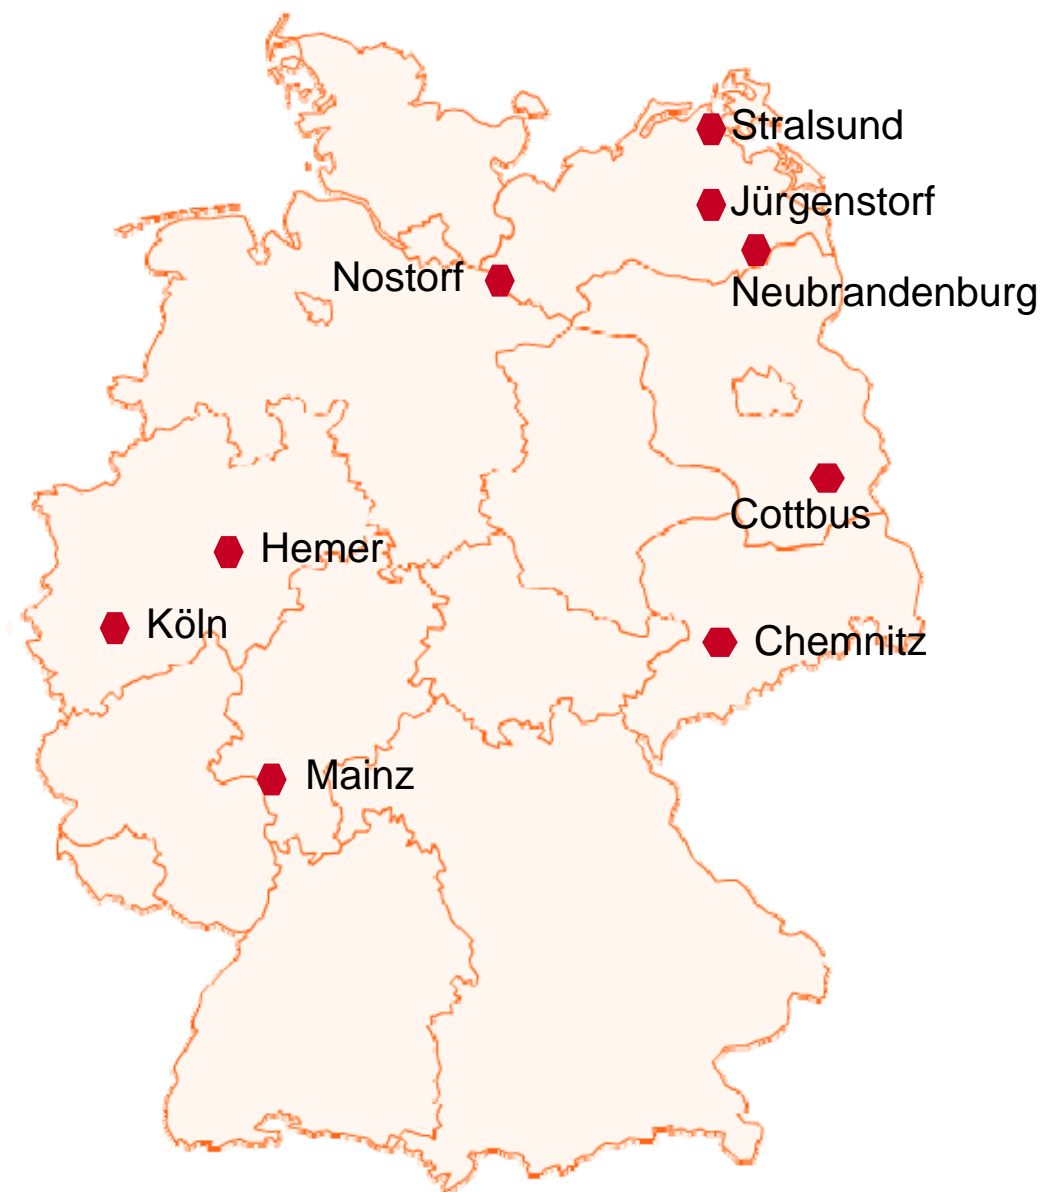 Stralsund
Jürgenstorf
Nostorf
Neubrandenburg
Cottbus
Hemer
Köln
Chemnitz
Mainz